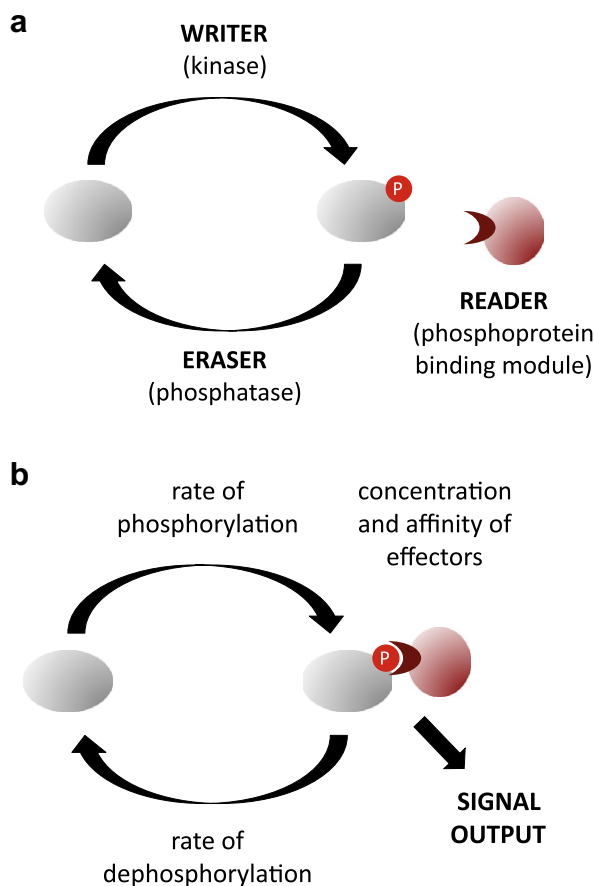 a
WRITER
(kinase)
P
READER
(phosphoprotein
binding module)
ERASER
(phosphatase)
b
rate of
phosphorylation
concentration
and affinity of
effectors
P
SIGNAL
OUTPUT
rate of
dephosphorylation